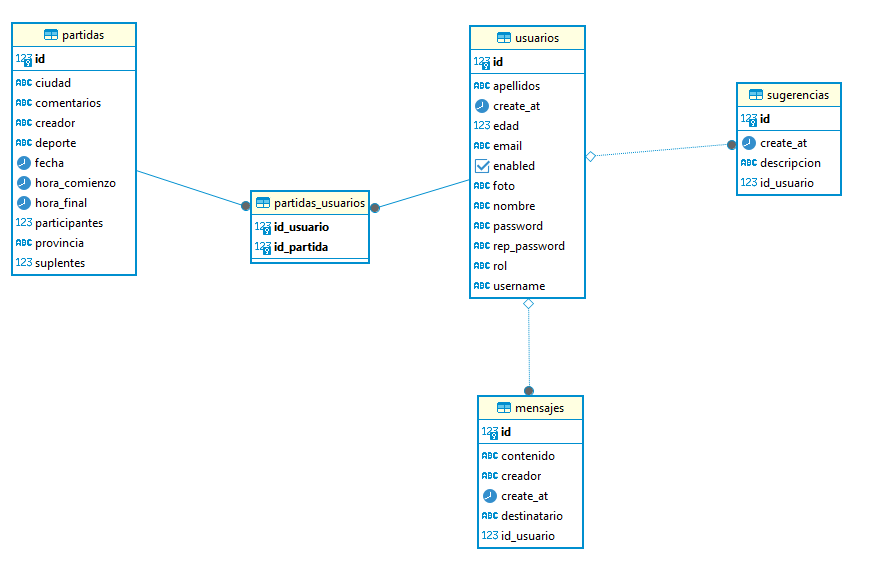 partidas
123 id
ABC ciudad
ABC comentarios
ABC creador
ABC deporte
fecha
hora_comienzo
hora_final
123 participantes
ABC provincia
123 suplentes
partidas_usuarios
123 id_usuario
123 id_partida
usuarios
123 id
ABC apellidos
create_at
123 edad
ABC email
enabled
ABC foto
ABC nombre
ABC password
ABC rep_password
ABC rol
ABC username
sugerencias
123 id
create_at
ABC descripcion
123 id_usuario
mensajes
123 id
ABC contenido
ABC creador
create_at
ABC destinatario
123 id_usuario